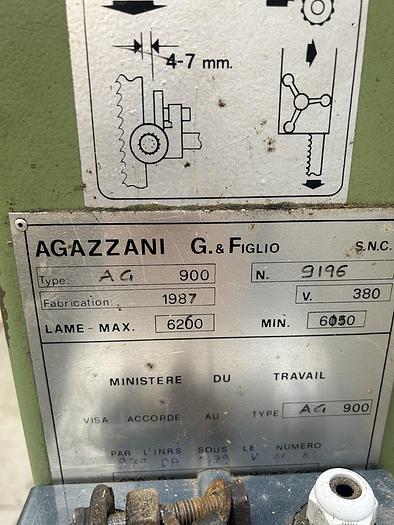 4-7 mm.
AGAZZANI G. & FIGLIO S.N.C.
Type: AG 900 N. 9196
Fabrication: 1987 V. 380
LAME - MAX. 6200 MIN. 6050
MINISTERE DU TRAVAIL
VISA ACCORDE AU TYPE AG 900
PAR L'INRS SOUS LE NUMERO